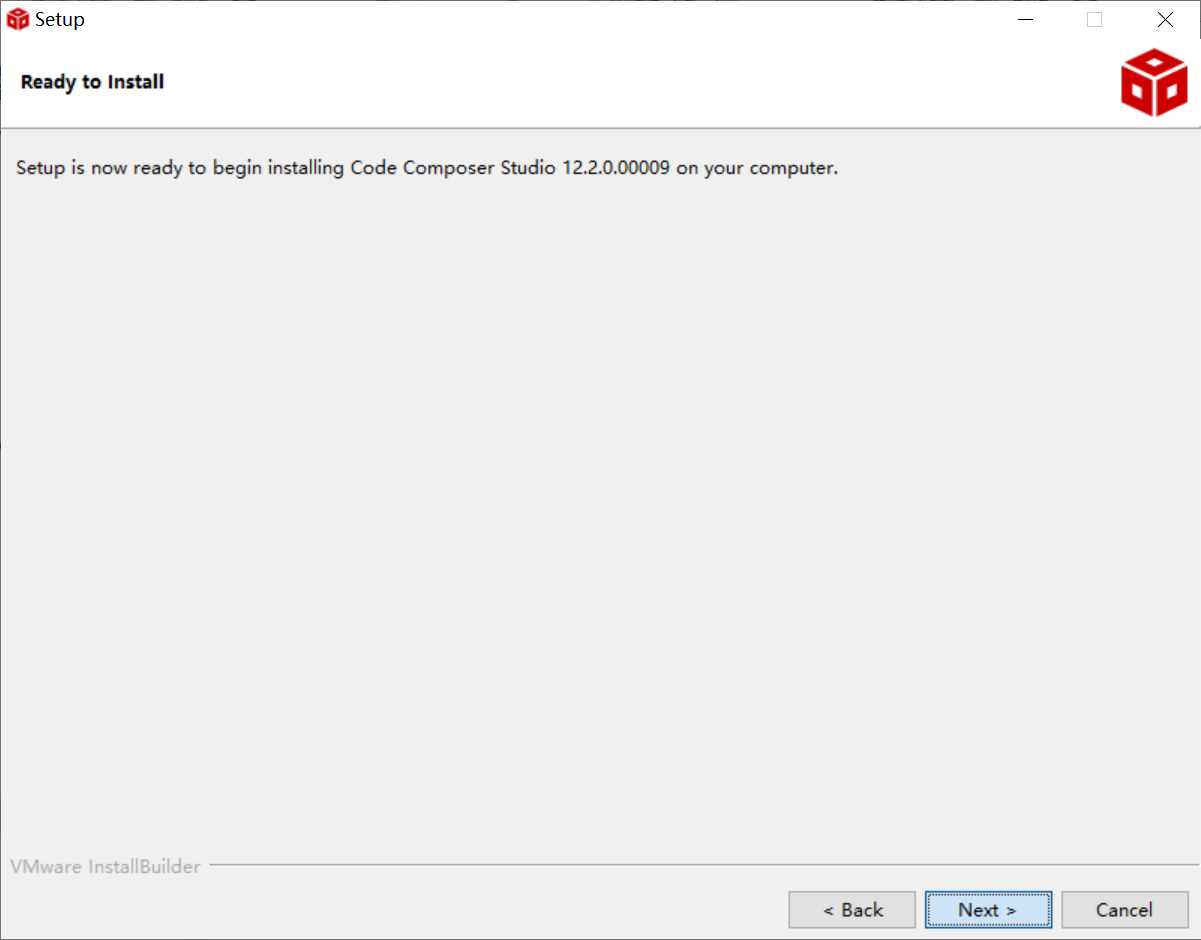 Setup
Ready to Install
Setup is now ready to begin installing Code Composer Studio 12.2.0.00009 on your computer.
VMware InstallBuilder
< Back
Next >
Cancel